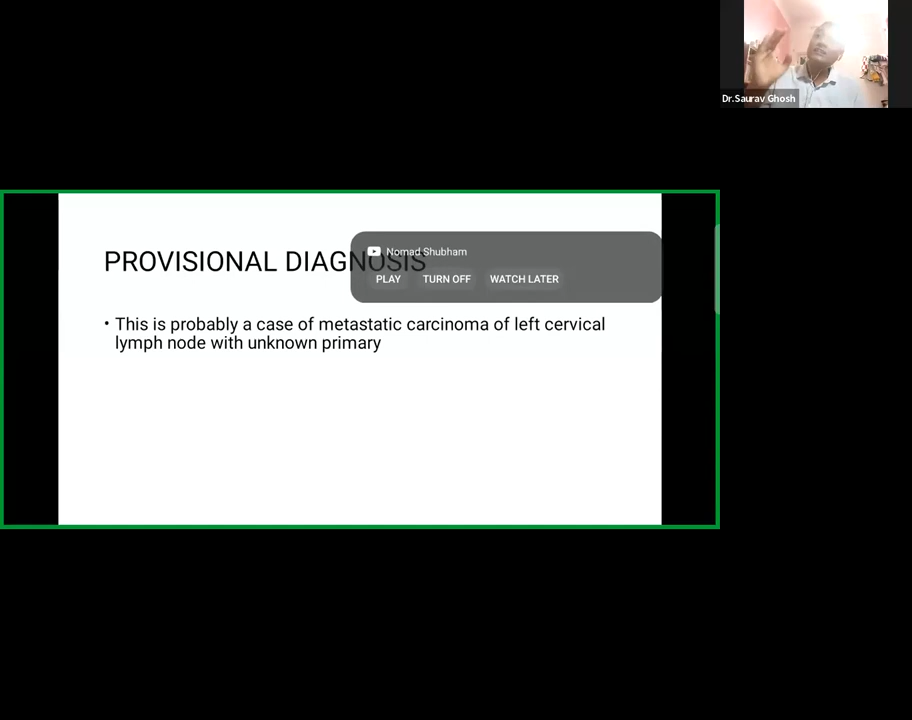 Dr.Saurav Ghosh
PROVISIONAL DIAGNOSIS
Nomad Shubham
PLAY TURN OFF WATCH LATER
• This is probably a case of metastatic carcinoma of left cervical
lymph node with unknown primary